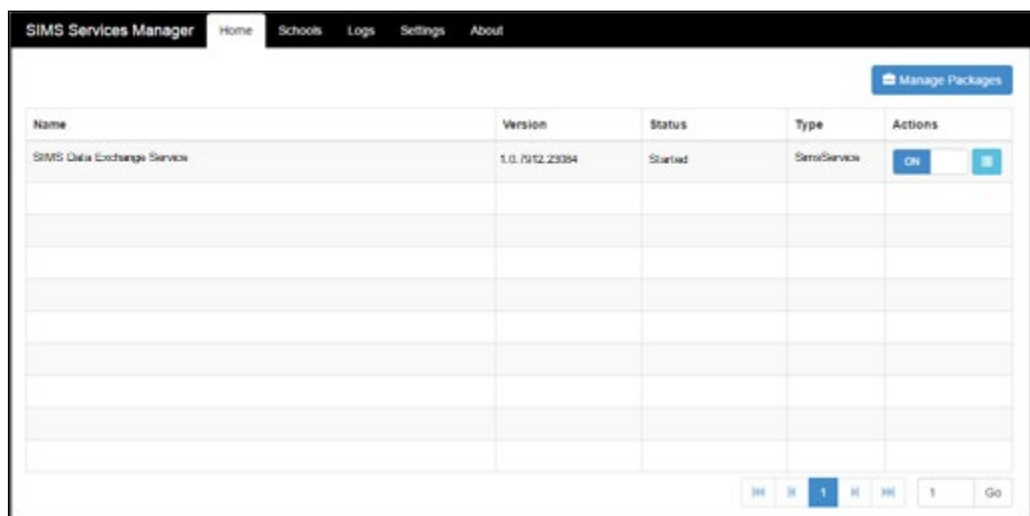 SIMS Services Manager Home Schools Logs Settings About
Manage Packages
Name Version Status Type Actions
SIMS Data Exchange Service 1.0.7912.23084 Started SimsService ON
1 1 Go